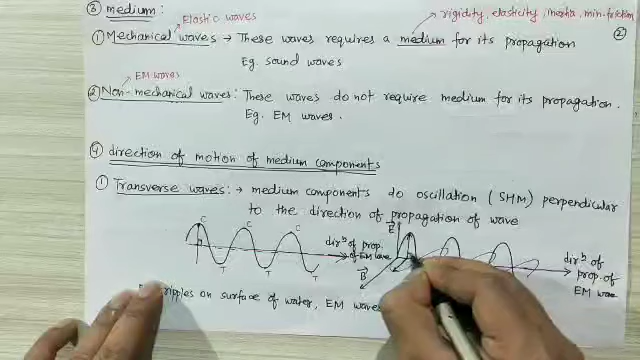 ③ medium:
Elastic waves
rigidity, elasticity, inertia, min. friction
① Mechanical waves → These waves requires a medium for its propagation
②
Eg. sound waves
EM waves
② Non-mechanical waves: These waves do not require medium for its propagation.
Eg. EM waves.
④ direction of motion of medium components
① Transverse waves :→ medium components do oscillation (SHM) perpendicular
to the direction of propagation of wave
C C C
E
dirⁿ of prop.
of EM wave
dirⁿ of
prop. of
EM wave
T T T
B
ripples on surface of water, EM waves